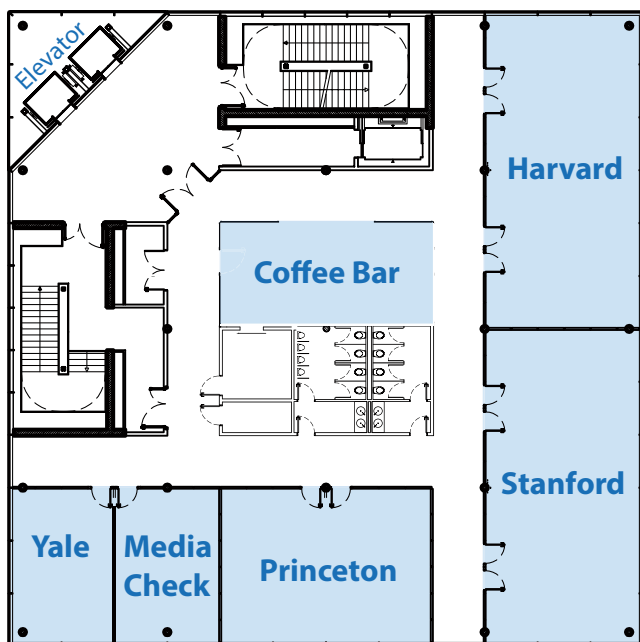 Elevator
Harvard
Coffee Bar
Stanford
Yale
Media
Check
Princeton